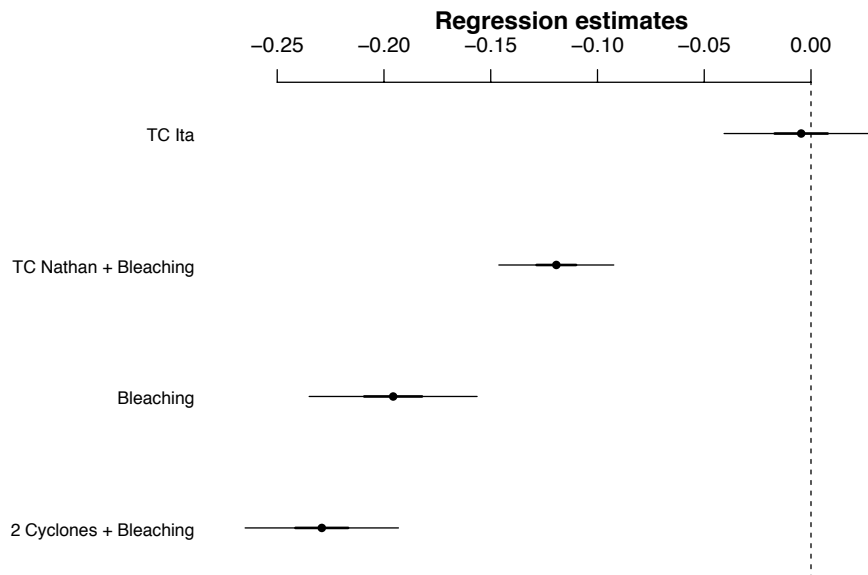 Regression estimates
−0.25 −0.20 −0.15 −0.10 −0.05 0.00
TC Ita
TC Nathan + Bleaching
Bleaching
2 Cyclones + Bleaching